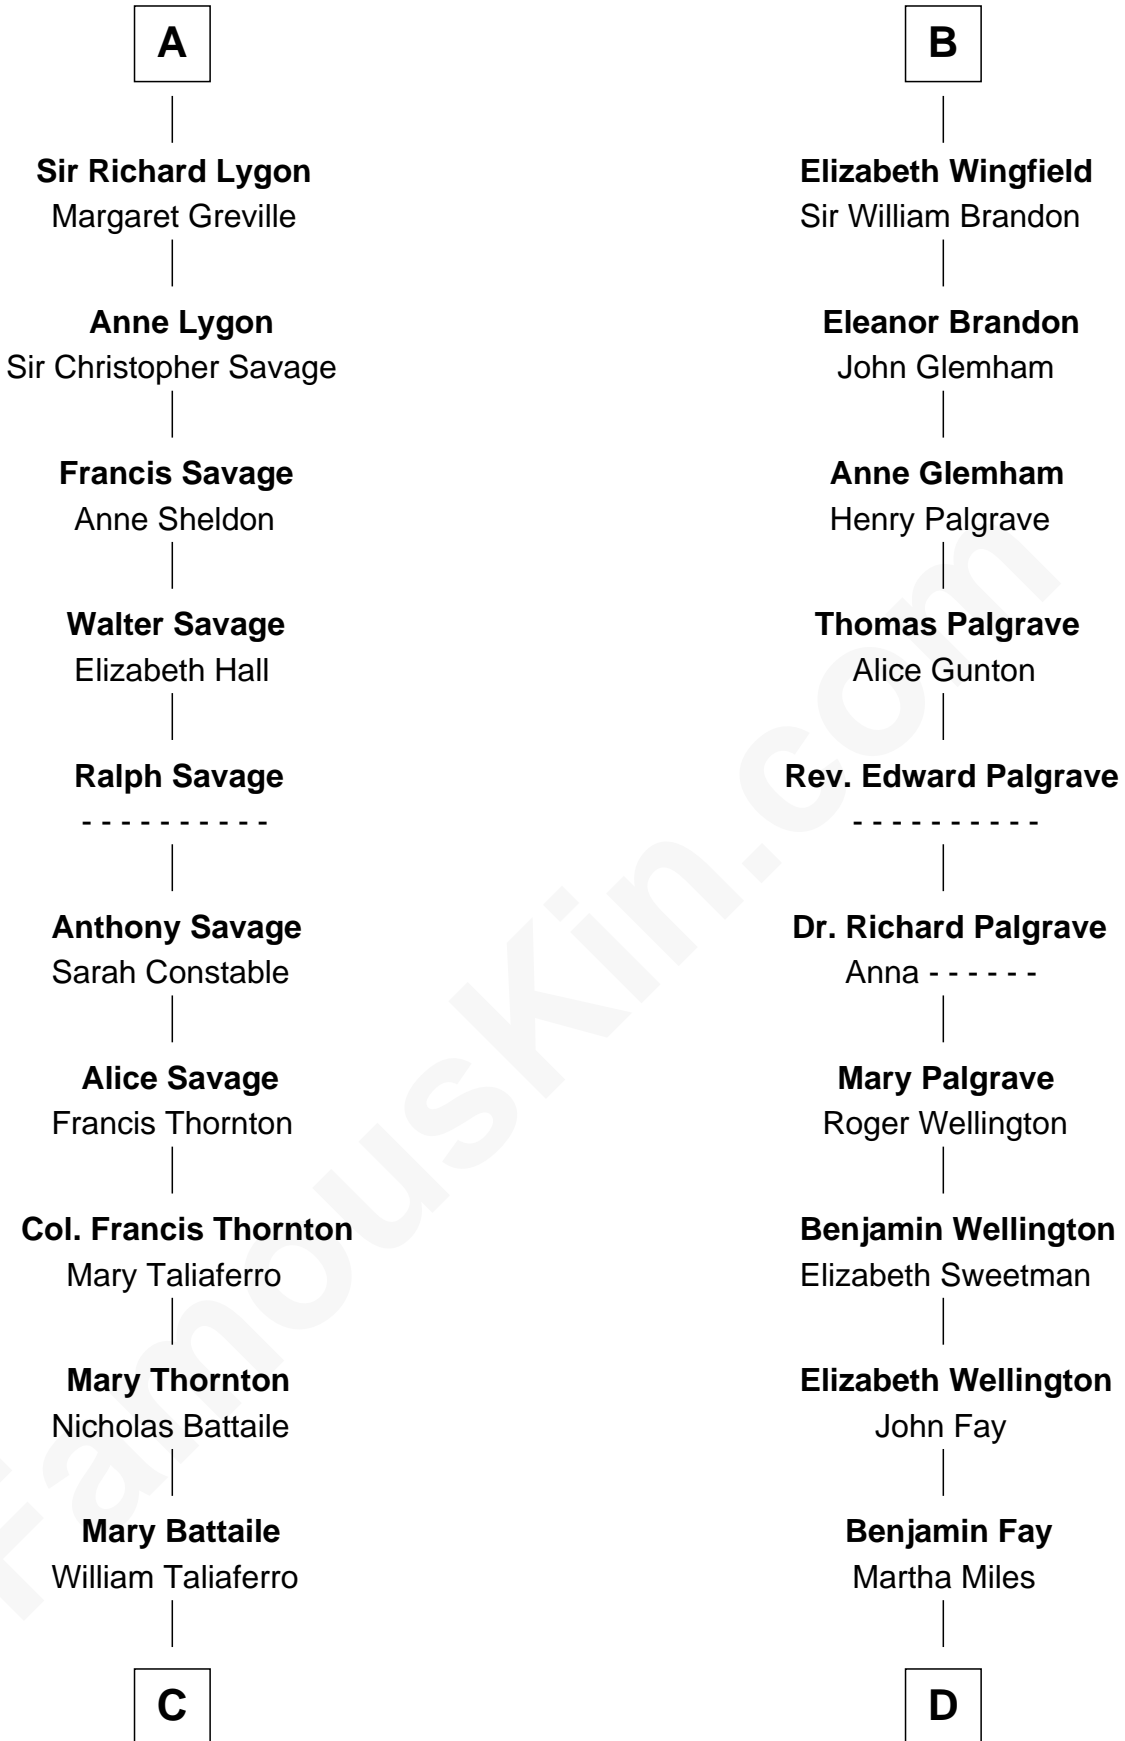 A
Sir Richard Lygon
Margaret Greville
Anne Lygon
Sir Christopher Savage
Francis Savage
Anne Sheldon
Walter Savage
Elizabeth Hall
Ralph Savage
- - - - - - - - - -
Anthony Savage
Sarah Constable
Alice Savage
Francis Thornton
Col. Francis Thornton
Mary Taliaferro
Mary Thornton
Nicholas Battaile
Mary Battaile
William Taliaferro
C
B
Elizabeth Wingfield
Sir William Brandon
Eleanor Brandon
John Glemham
Anne Glemham
Henry Palgrave
Thomas Palgrave
Alice Gunton
Rev. Edward Palgrave
- - - - - - - - - -
Dr. Richard Palgrave
Anna - - - - - -
Mary Palgrave
Roger Wellington
Benjamin Wellington
Elizabeth Sweetman
Elizabeth Wellington
John Fay
Benjamin Fay
Martha Miles
D
FamousKin.com